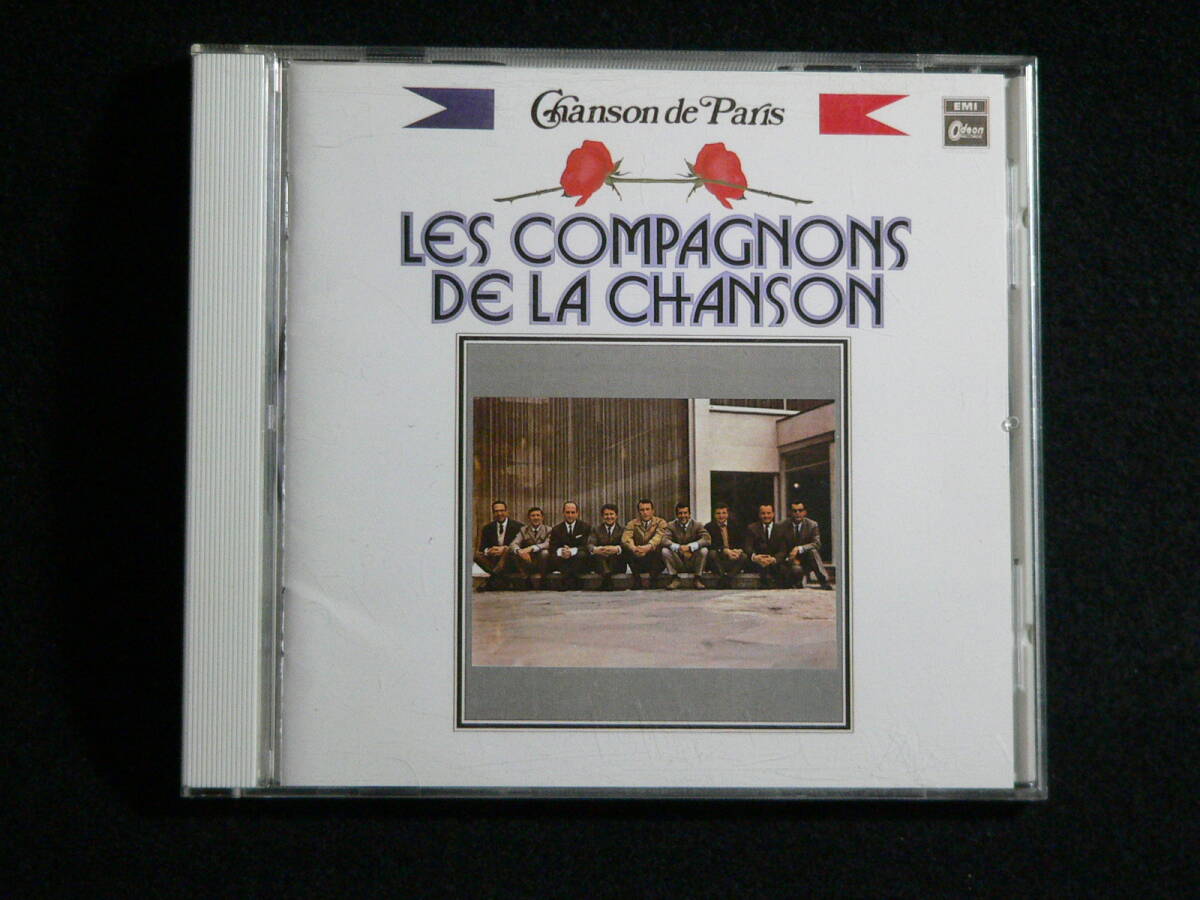 Chanson de Paris
EMI
Odeon
LES COMPAGNONS
DE LA CHANSON